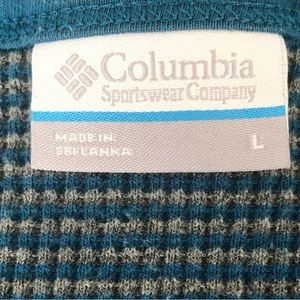 Columbia
Sportswear Company
MADE IN
SRI LANKA
L